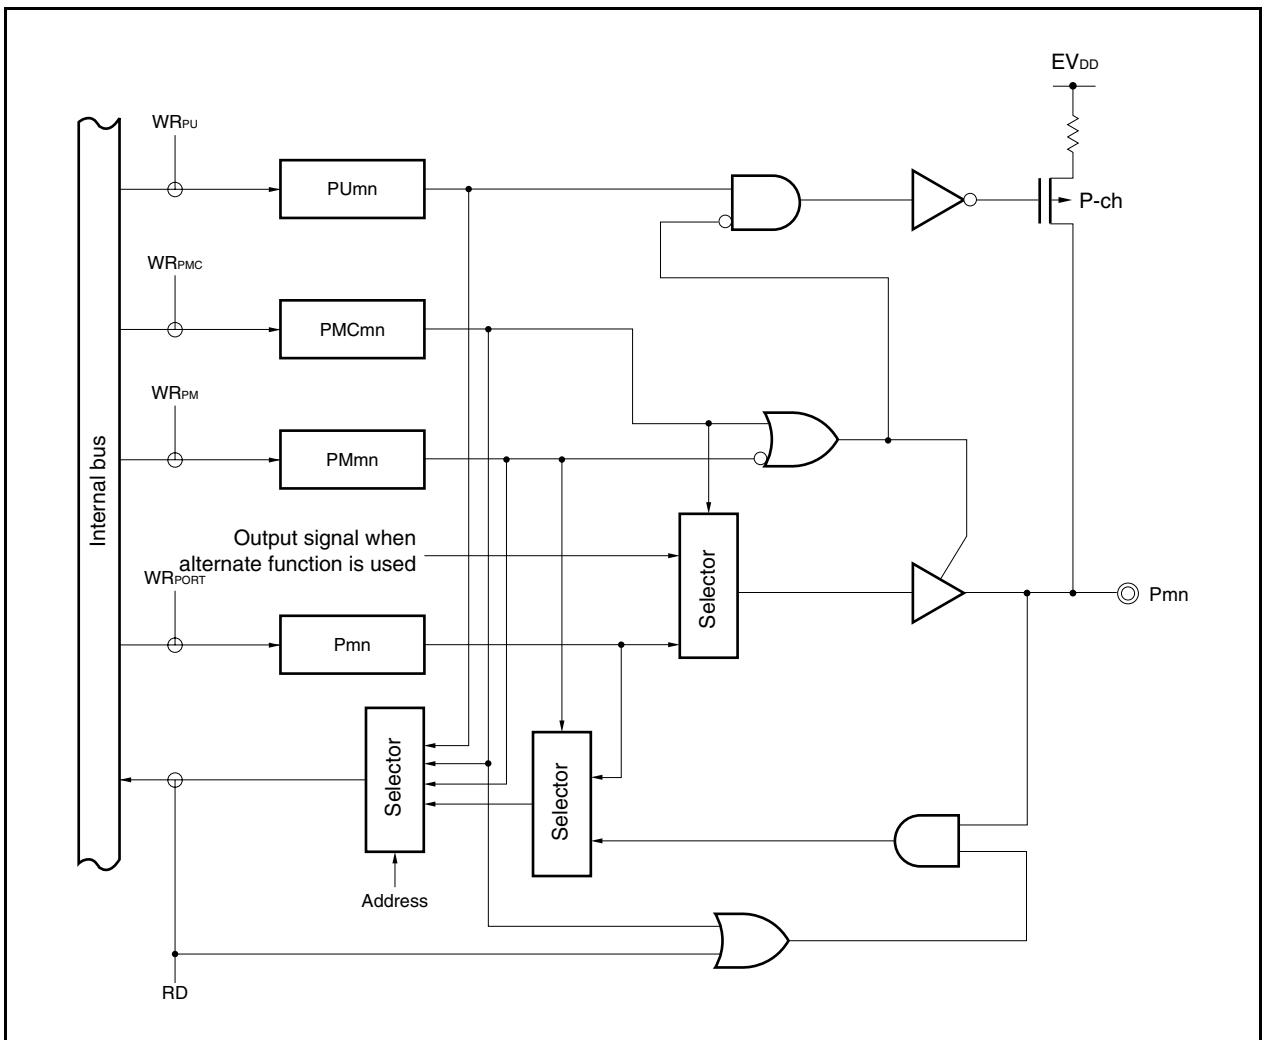 EVDD
WRPU
PUmn
P-ch
WRPMC
PMCmn
WRPM
PMmn
Internal bus
Output signal when
alternate function is used
WRPORT
Pmn
Selector
Pmn
Selector
Selector
Address
RD